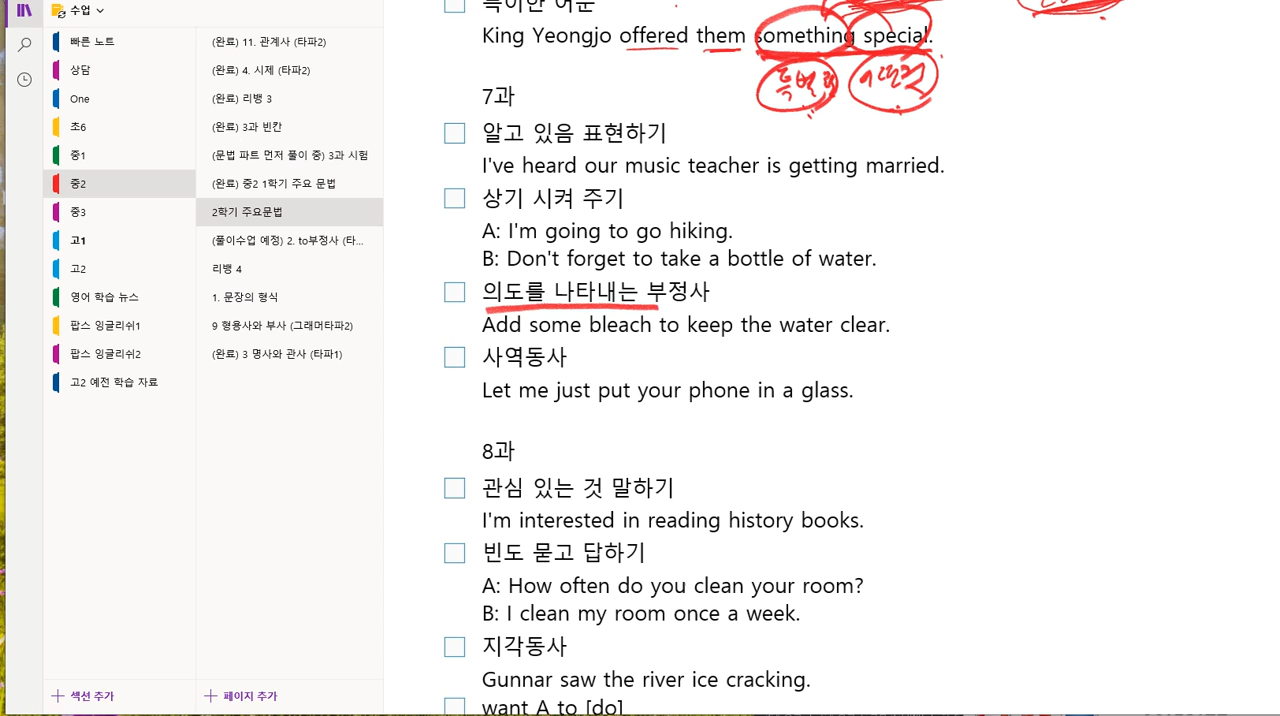 수업
빠른 노트
상담
One
초6
중1
중2
중3
고1
고2
영어 학습 뉴스
팝스 잉글리쉬1
팝스 잉글리쉬2
고2 예전 학습 자료
섹션 추가
(완료) 11. 관계사 (타파2)
(완료) 4. 시제 (타파2)
(완료) 리뱅 3
(완료) 3과 빈칸
(문법 파트 먼저 풀이 중) 3과 시험
(완료) 중2 1학기 주요 문법
2학기 주요문법
(풀이수업 예정) 2. to부정사 (타...
리뱅 4
1. 문장의 형식
9 형용사와 부사 (그래머타파2)
(완료) 3 명사와 관사 (타파1)
페이지 추가
특이한 어순
King Yeongjo offered them something special.
7과
알고 있음 표현하기
I've heard our music teacher is getting married.
상기 시켜 주기
A: I'm going to go hiking.
B: Don't forget to take a bottle of water.
의도를 나타내는 부정사
Add some bleach to keep the water clear.
사역동사
Let me just put your phone in a glass.
8과
관심 있는 것 말하기
I'm interested in reading history books.
빈도 묻고 답하기
A: How often do you clean your room?
B: I clean my room once a week.
지각동사
Gunnar saw the river ice cracking.
want A to [do]